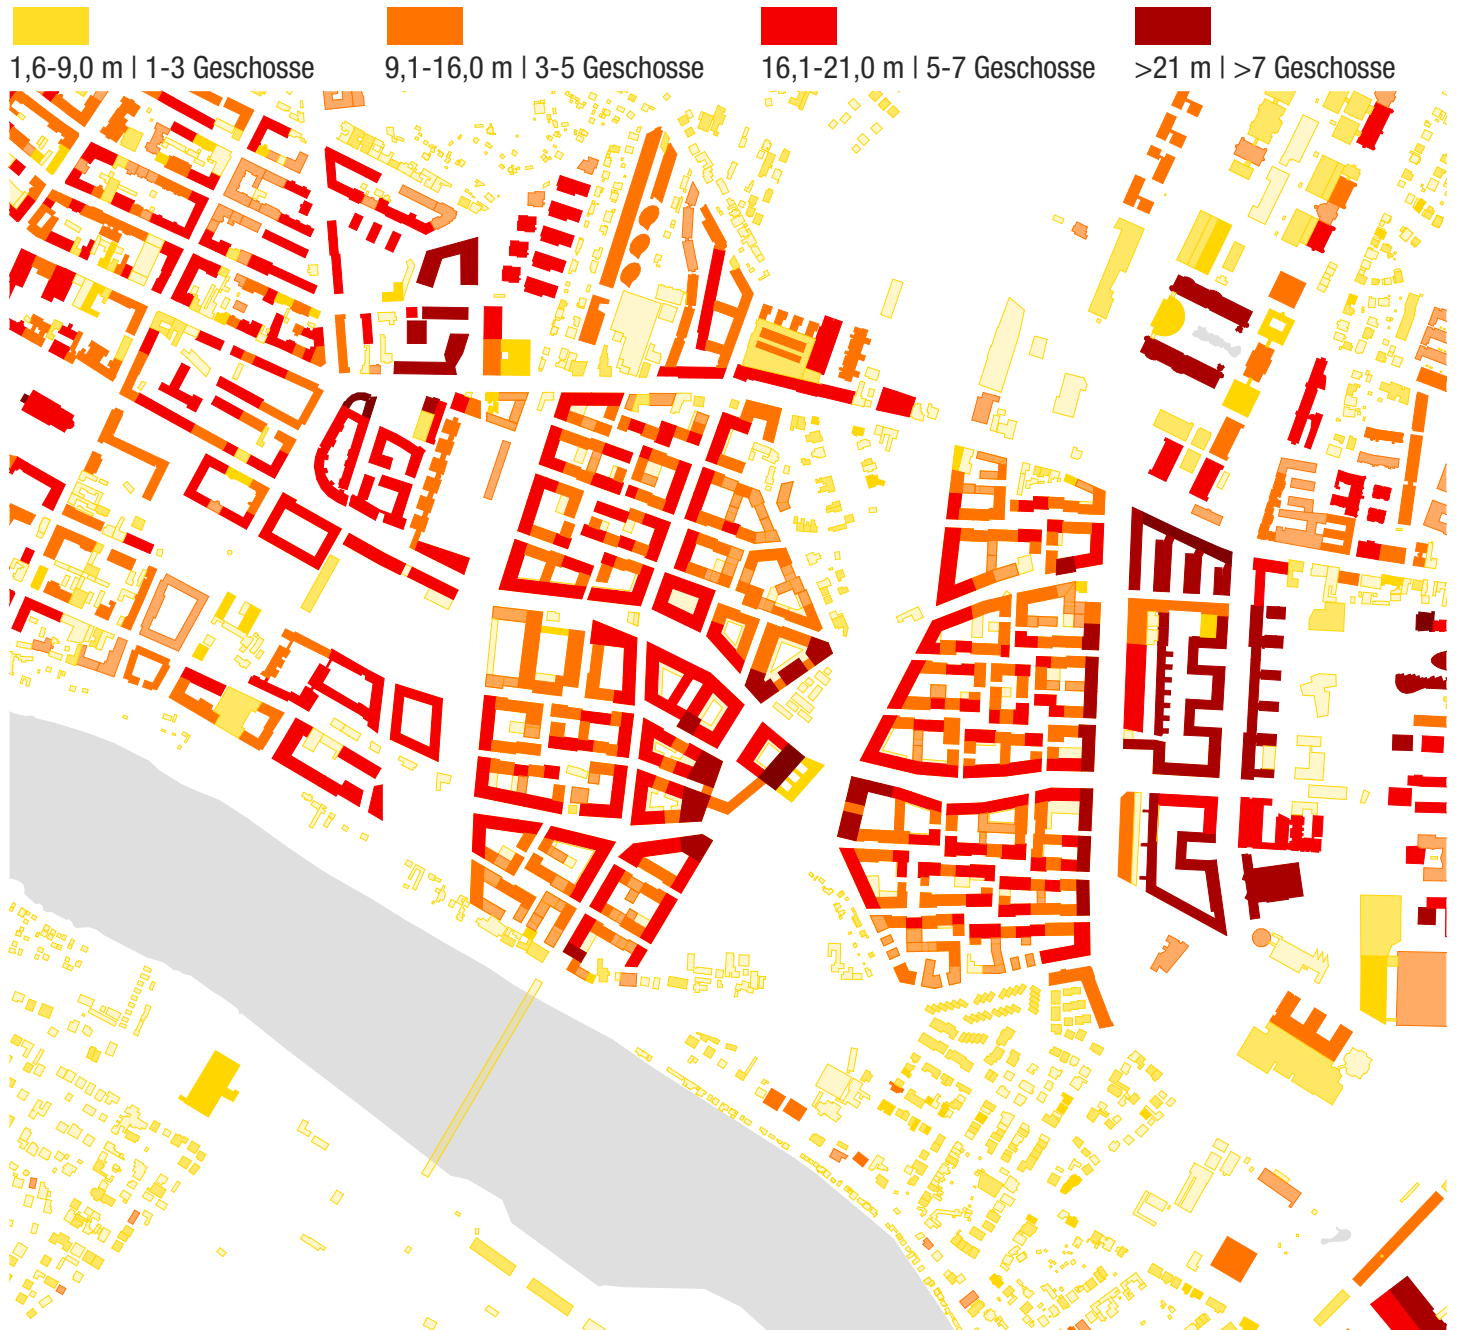 1,6-9,0 m | 1-3 Geschosse
9,1-16,0 m | 3-5 Geschosse
16,1-21,0 m | 5-7 Geschosse
>21 m | >7 Geschosse